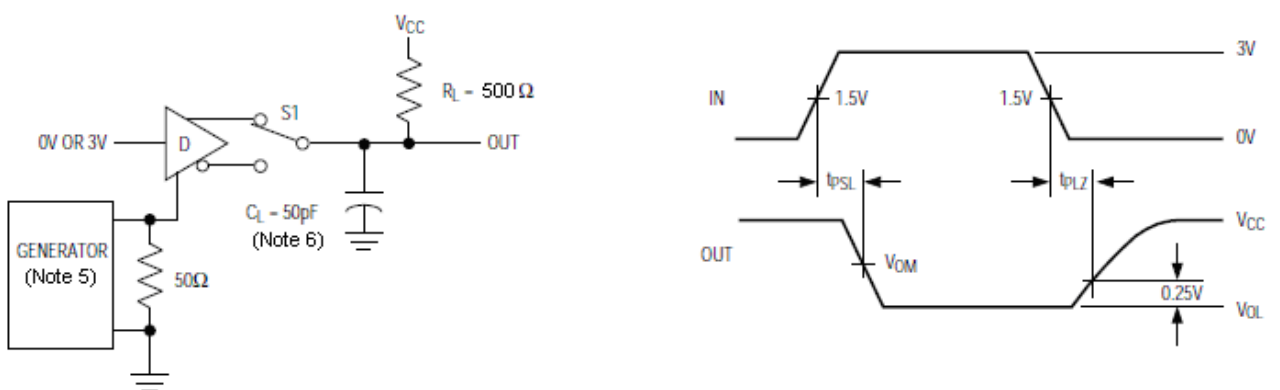 VCC
RL = 500 Ω
S1
0V OR 3V
D
OUT
CL = 50pF
(Note 6)
GENERATOR
(Note 5)
50Ω
3V
IN
1.5V
1.5V
0V
tPSL
tPLZ
VCC
OUT
VOM
0.25V
VOL